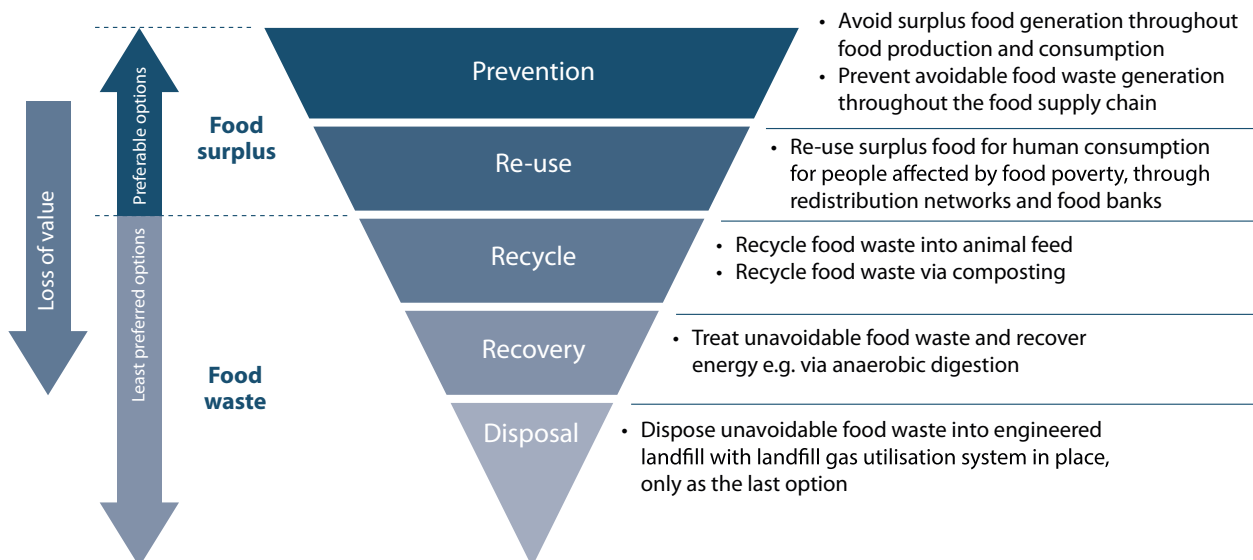 Loss of value
Preferable options
Least preferred options
Food
surplus
Food
waste
Prevention
• Avoid surplus food generation throughout
food production and consumption
• Prevent avoidable food waste generation
throughout the food supply chain
Re-use
• Re-use surplus food for human consumption
for people affected by food poverty, through
redistribution networks and food banks
Recycle
• Recycle food waste into animal feed
• Recycle food waste via composting
Recovery
• Treat unavoidable food waste and recover
energy e.g. via anaerobic digestion
Disposal
• Dispose unavoidable food waste into engineered
landfill with landfill gas utilisation system in place,
only as the last option